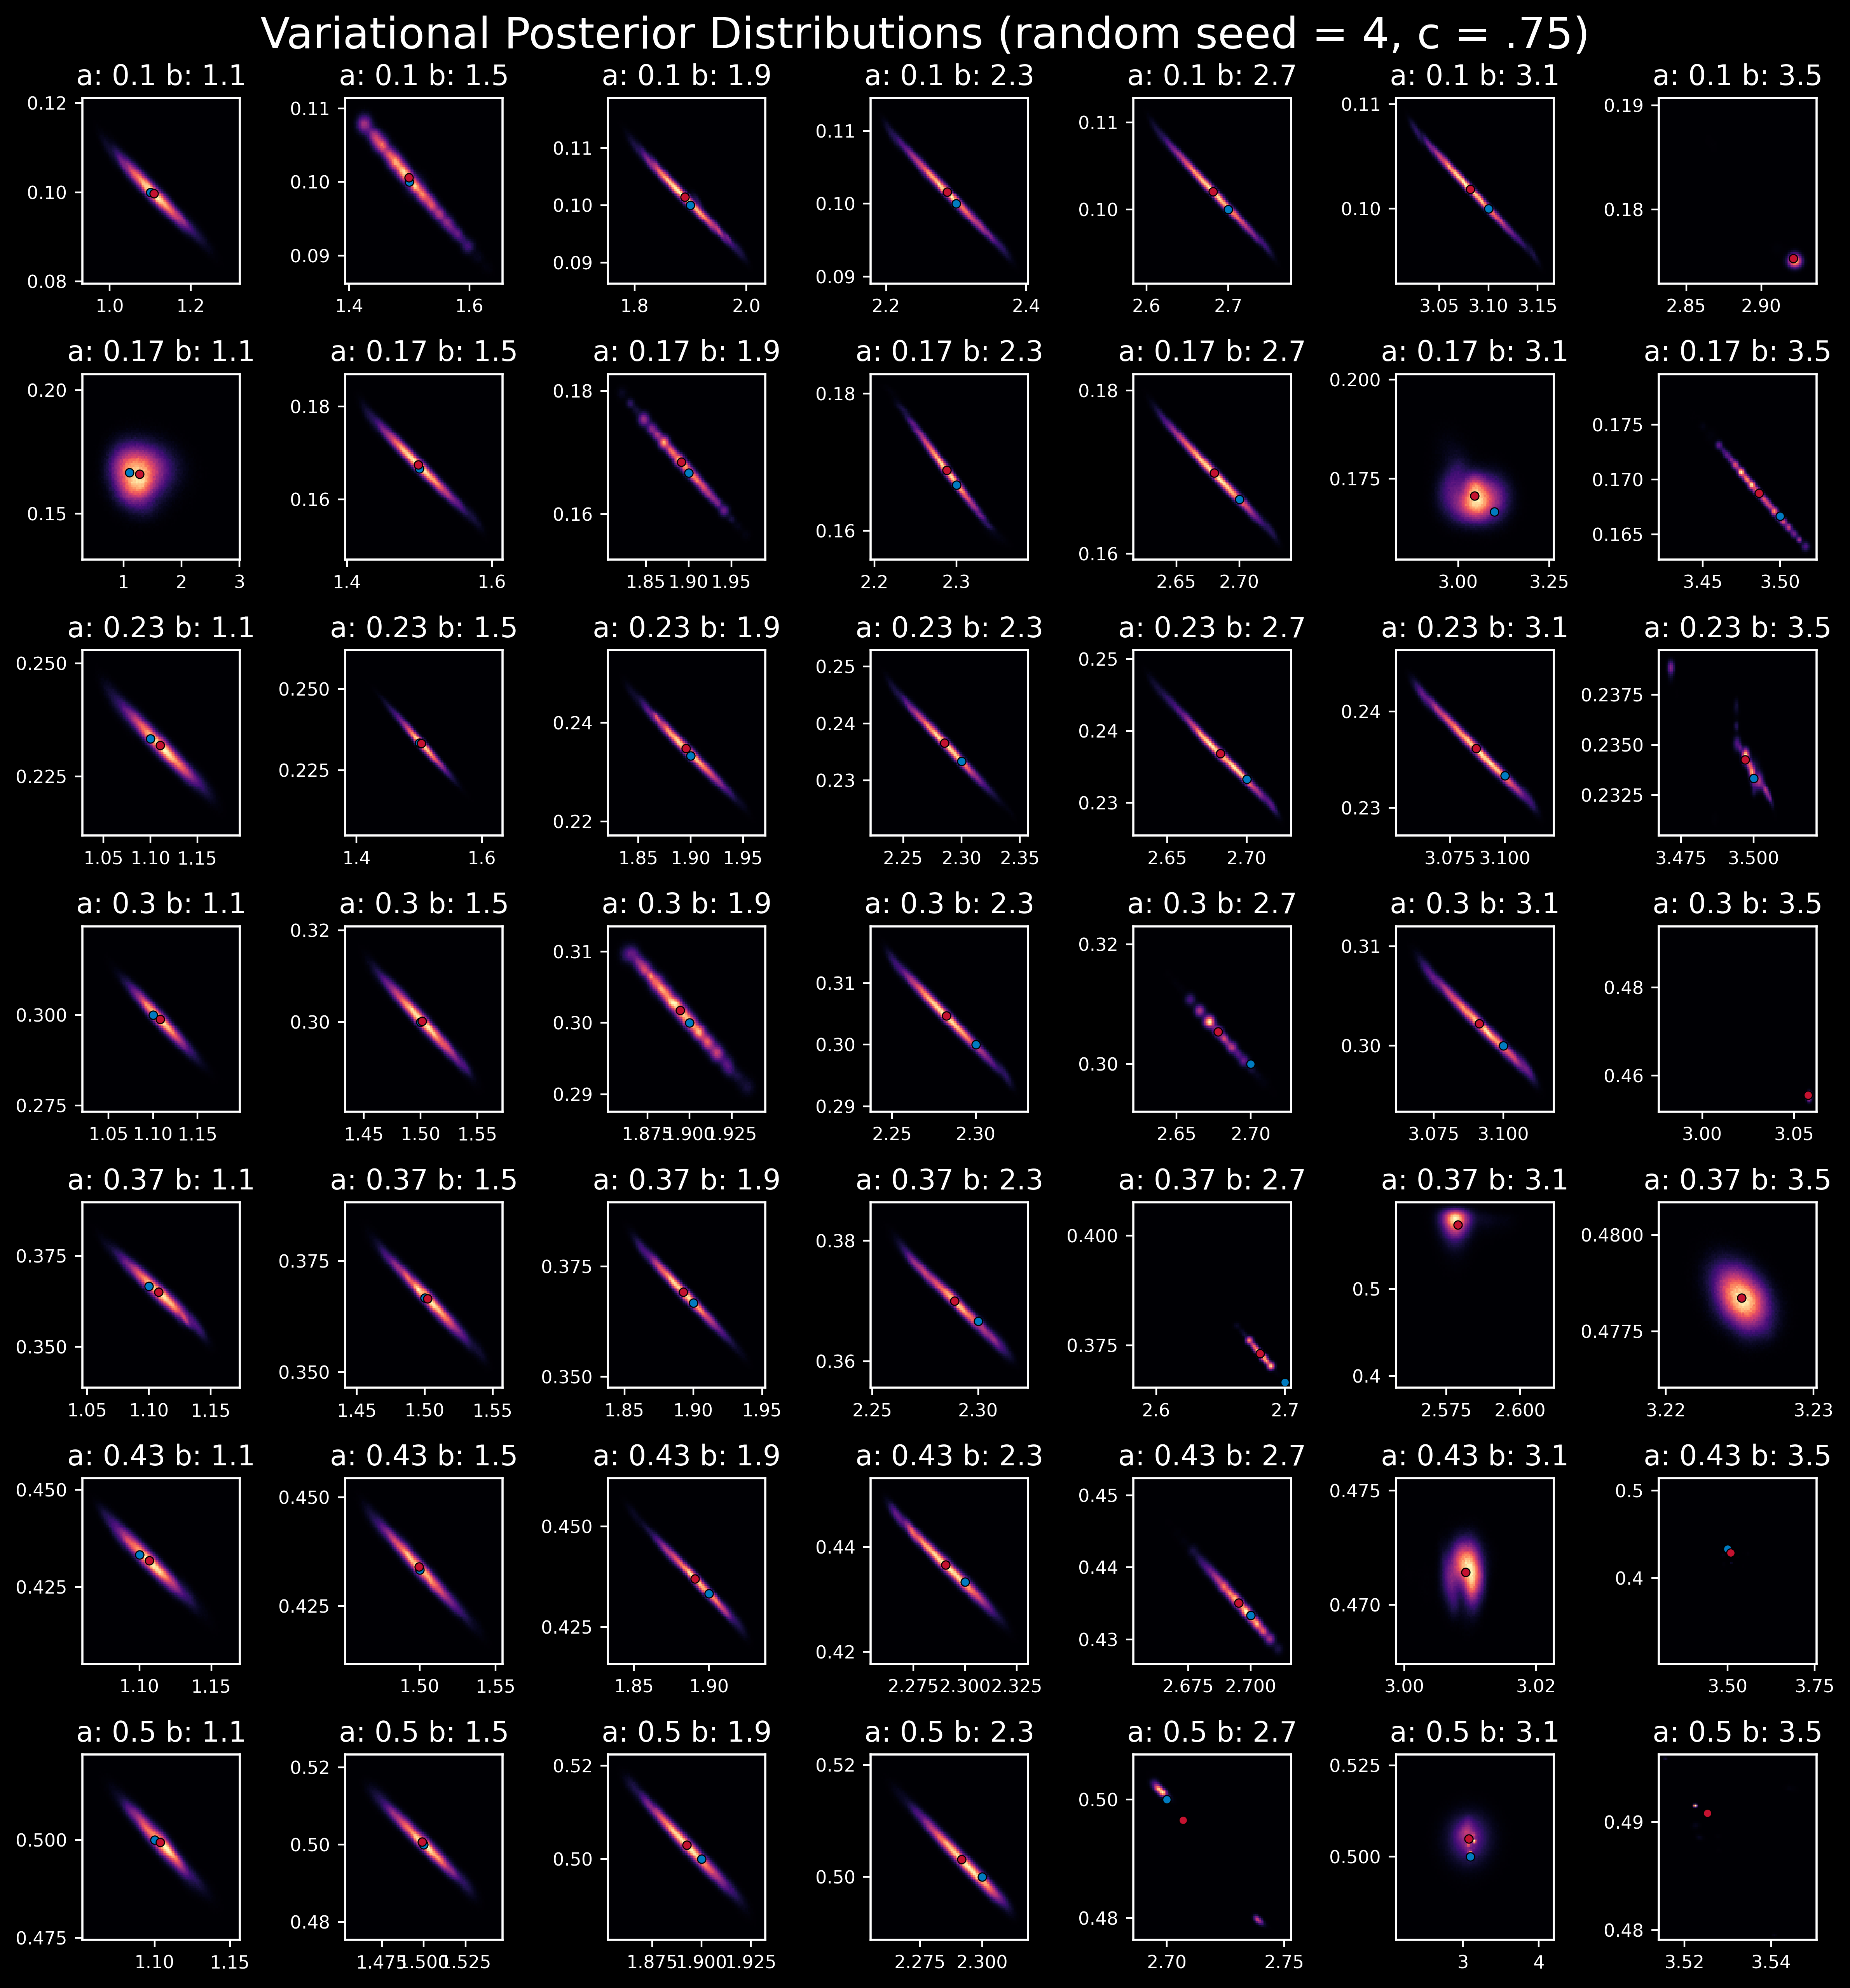 Variational Posterior Distributions (random seed = 4, c = .75)
a: 0.1 b: 1.1 a: 0.1 b: 1.5 a: 0.1 b: 1.9 a: 0.1 b: 2.3 a: 0.1 b: 2.7 a: 0.1 b: 3.1 a: 0.1 b: 3.5
0.12 0.11 0.11 0.11 0.11 0.11 0.19
0.10 0.10 0.10 0.10 0.10 0.10 0.18
0.08 0.09 0.09 0.09
1.0 1.2 1.4 1.6 1.8 2.0 2.2 2.4 2.6 2.7 3.05 3.10 3.15 2.85 2.90
a: 0.17 b: 1.1 a: 0.17 b: 1.5 a: 0.17 b: 1.9 a: 0.17 b: 2.3 a: 0.17 b: 2.7 a: 0.17 b: 3.1 a: 0.17 b: 3.5
0.20 0.18 0.18 0.18 0.18 0.200 0.175
0.15 0.16 0.16 0.16 0.16 0.175 0.170
0.165
1 2 3 1.4 1.6 1.85 1.90 1.95 2.2 2.3 2.65 2.70 3.00 3.25 3.45 3.50
a: 0.23 b: 1.1 a: 0.23 b: 1.5 a: 0.23 b: 1.9 a: 0.23 b: 2.3 a: 0.23 b: 2.7 a: 0.23 b: 3.1 a: 0.23 b: 3.5
0.250 0.250 0.24 0.25 0.25 0.24 0.2375
0.225 0.225 0.22 0.24 0.24 0.23 0.2350
0.23 0.23 0.2325
1.05 1.10 1.15 1.4 1.6 1.85 1.90 1.95 2.25 2.30 2.35 2.65 2.70 3.075 3.100 3.475 3.500
a: 0.3 b: 1.1 a: 0.3 b: 1.5 a: 0.3 b: 1.9 a: 0.3 b: 2.3 a: 0.3 b: 2.7 a: 0.3 b: 3.1 a: 0.3 b: 3.5
0.300 0.32 0.31 0.31 0.32 0.31 0.48
0.275 0.30 0.30 0.30 0.30 0.30 0.46
0.29 0.29
1.05 1.10 1.15 1.45 1.50 1.55 1.875 1.900 1.925 2.25 2.30 2.65 2.70 3.075 3.100 3.00 3.05
a: 0.37 b: 1.1 a: 0.37 b: 1.5 a: 0.37 b: 1.9 a: 0.37 b: 2.3 a: 0.37 b: 2.7 a: 0.37 b: 3.1 a: 0.37 b: 3.5
0.375 0.375 0.375 0.38 0.400 0.5 0.4800
0.350 0.350 0.350 0.36 0.375 0.4 0.4775
1.05 1.10 1.15 1.45 1.50 1.55 1.85 1.90 1.95 2.25 2.30 2.6 2.7 2.575 2.600 3.22 3.23
a: 0.43 b: 1.1 a: 0.43 b: 1.5 a: 0.43 b: 1.9 a: 0.43 b: 2.3 a: 0.43 b: 2.7 a: 0.43 b: 3.1 a: 0.43 b: 3.5
0.450 0.450 0.450 0.44 0.45 0.475 0.5
0.425 0.425 0.425 0.42 0.44 0.470 0.4
0.43
1.10 1.15 1.50 1.55 1.85 1.90 2.275 2.300 2.325 2.675 2.700 3.00 3.02 3.50 3.75
a: 0.5 b: 1.1 a: 0.5 b: 1.5 a: 0.5 b: 1.9 a: 0.5 b: 2.3 a: 0.5 b: 2.7 a: 0.5 b: 3.1 a: 0.5 b: 3.5
0.500 0.52 0.52 0.52 0.50 0.525 0.49
0.475 0.50 0.50 0.50 0.48 0.500 0.48
0.48
1.10 1.15 1.475 1.500 1.525 1.875 1.900 1.925 2.275 2.300 2.70 2.75 3 4 3.52 3.54